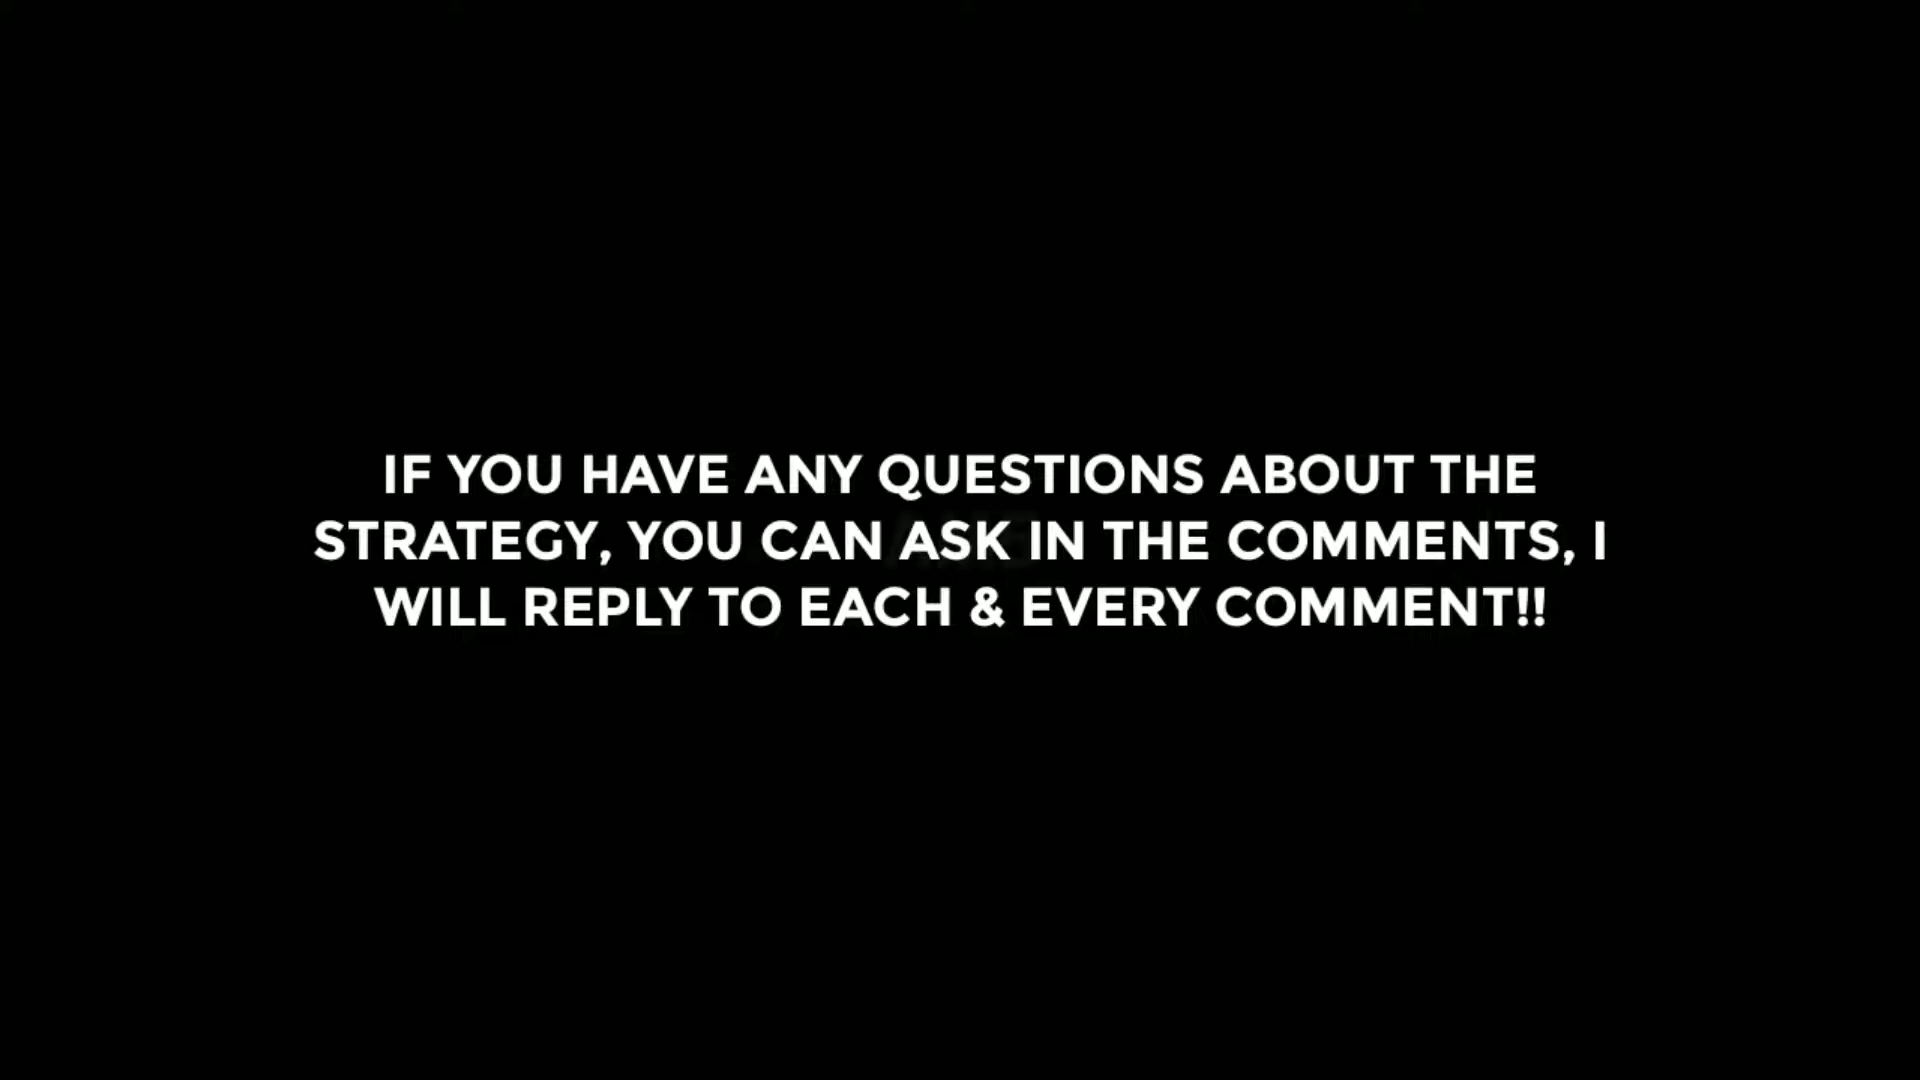 IF YOU HAVE ANY QUESTIONS ABOUT THE
STRATEGY, YOU CAN ASK IN THE COMMENTS, I
WILL REPLY TO EACH & EVERY COMMENT!!